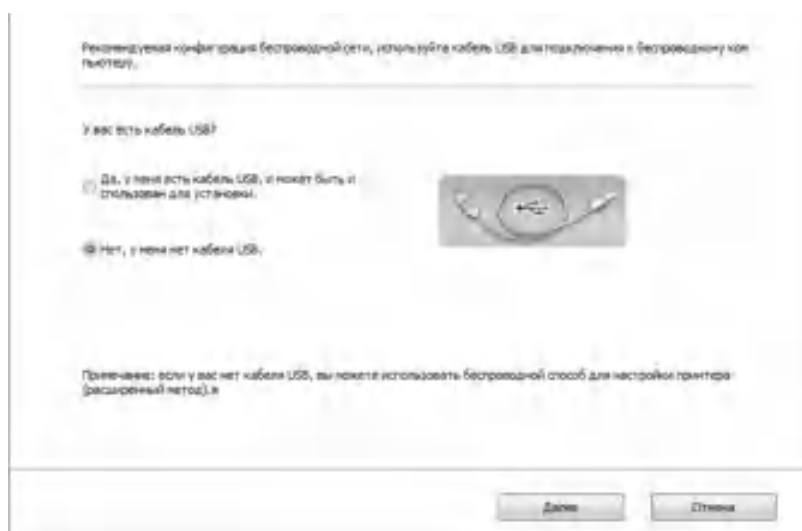 Рекомендуемая конфигурация беспроводной сети, используйте кабель USB для подключения к беспроводному ком
пьютеру.
У вас есть кабель USB?
Да, у меня есть кабель USB, и может быть и
спользован для установки.
Нет, у меня нет кабеля USB.
Примечание: если у вас нет кабеля USB, вы можете использовать беспроводной способ для настройки принтера
(расширенный метод).я
Далее
Отмена